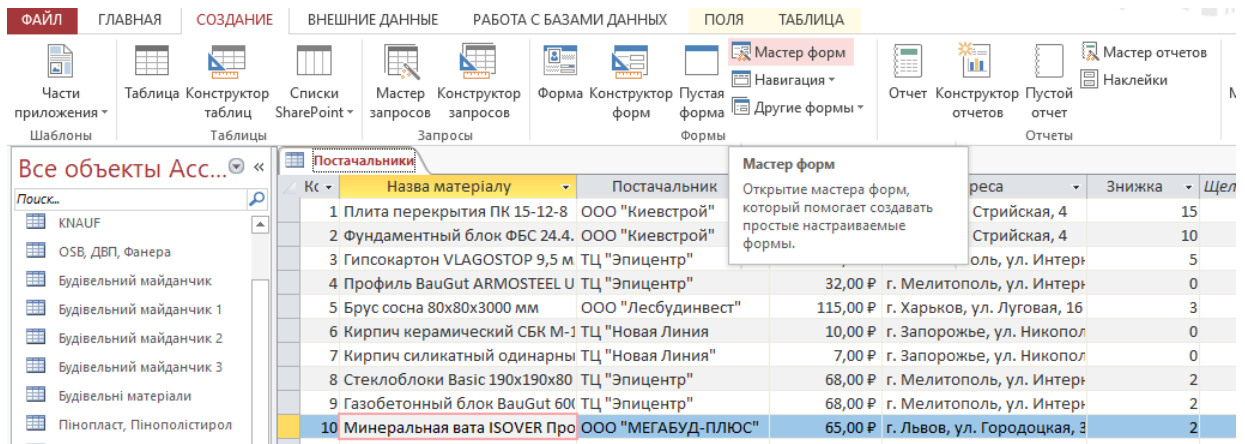 ФАЙЛ ГЛАВНАЯ СОЗДАНИЕ ВНЕШНИЕ ДАННЫЕ РАБОТА С БАЗАМИ ДАННЫХ ПОЛЯ ТАБЛИЦА
Части приложения
Шаблоны
Таблица
Конструктор таблиц
Списки SharePoint
Таблицы
Мастер запросов
Конструктор запросов
Запросы
Форма
Конструктор форм
Пустая форма
Мастер форм
Навигация
Другие формы
Формы
Отчет
Конструктор отчетов
Пустой отчет
Мастер отчетов
Наклейки
Отчеты
Все объекты Acc...
Поиск...
KNAUF
OSB, ДВП, Фанера
Будівельний майданчик
Будівельний майданчик 1
Будівельний майданчик 2
Будівельний майданчик 3
Будівельні матеріали
Пінопласт, Пінополістирол
Постачальники
Назва матеріалу Постачальник реса Знижка
1 Плита перекрытия ПК 15-12-8 ООО "Киевстрой" Стрийская, 4 15
2 Фундаментный блок ФБС 24.4. ООО "Киевстрой" Стрийская, 4 10
3 Гипсокартон VLAGOSTOP 9,5 м ТЦ "Эпицентр" оль, ул. Интерн 5
4 Профиль BauGut ARMOSTEEL U ТЦ "Эпицентр" 32,00 ₽ г. Мелитополь, ул. Интерн 0
5 Брус сосна 80х80х3000 мм ООО "Лесбудинвест" 115,00 ₽ г. Харьков, ул. Луговая, 16 3
6 Кирпич керамический СБК М-1 ТЦ "Новая Линия 10,00 ₽ г. Запорожье, ул. Никопол 0
7 Кирпич силикатный одинарны ТЦ "Новая Линия" 7,00 ₽ г. Запорожье, ул. Никопол 0
8 Стеклоблоки Basic 190х190х80 ТЦ "Эпицентр" 68,00 ₽ г. Мелитополь, ул. Интерн 2
9 Газобетонный блок BauGut 600 ТЦ "Эпицентр" 68,00 ₽ г. Мелитополь, ул. Интерн 2
10 Минеральная вата ISOVER Про ООО "МЕГАБУД-ПЛЮС" 65,00 ₽ г. Львов, ул. Городоцкая, 3 2
Мастер форм
Открытие мастера форм,
который помогает создавать
простые настраиваемые
формы.